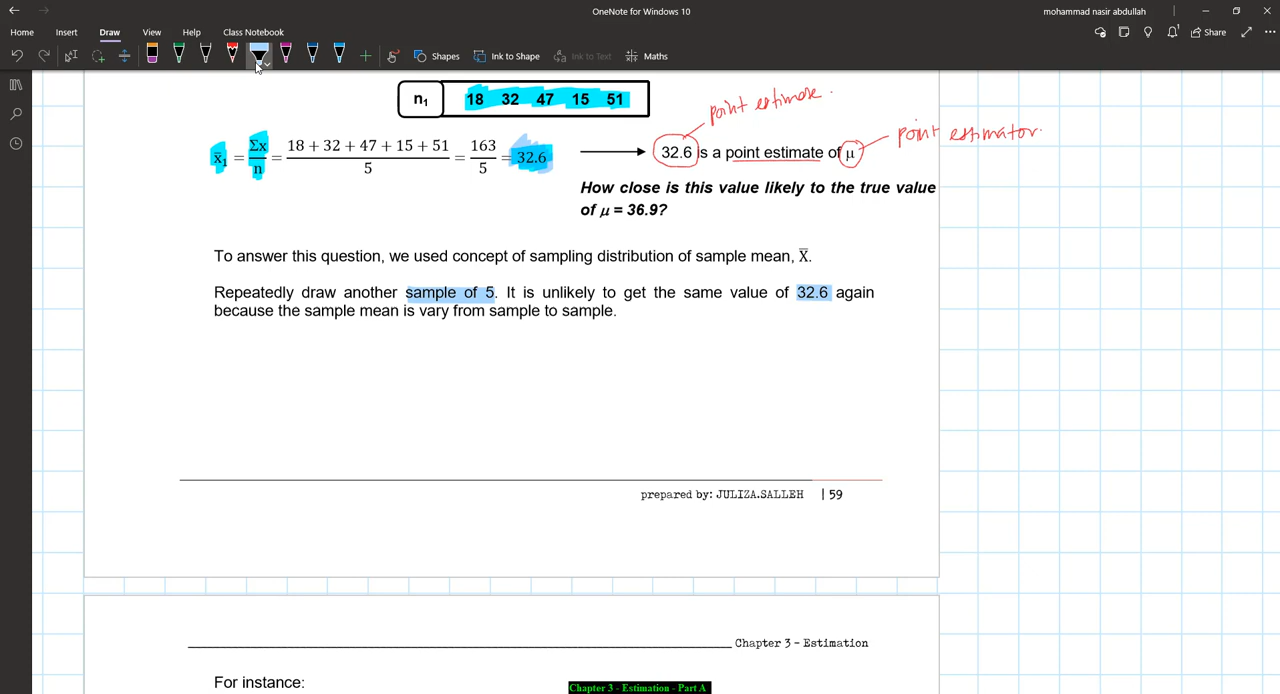 OneNote for Windows 10
mohammad nasir abdullah
Home Insert Draw View Help Class Notebook
Share
Shapes Ink to Shape Ink to Text Maths
n1 18 32 47 15 51
point estimate.
x̄1 = Σx/n = 18 + 32 + 47 + 15 + 51 / 5 = 163/5 = 32.6
32.6 is a point estimate of μ
point estimator.
How close is this value likely to the true value
of μ = 36.9?
To answer this question, we used concept of sampling distribution of sample mean, X̄.
Repeatedly draw another sample of 5. It is unlikely to get the same value of 32.6 again
because the sample mean is vary from sample to sample.
prepared by: JULIZA.SALLEH | 59
Chapter 3 - Estimation
For instance:
Chapter 3 - Estimation - Part A